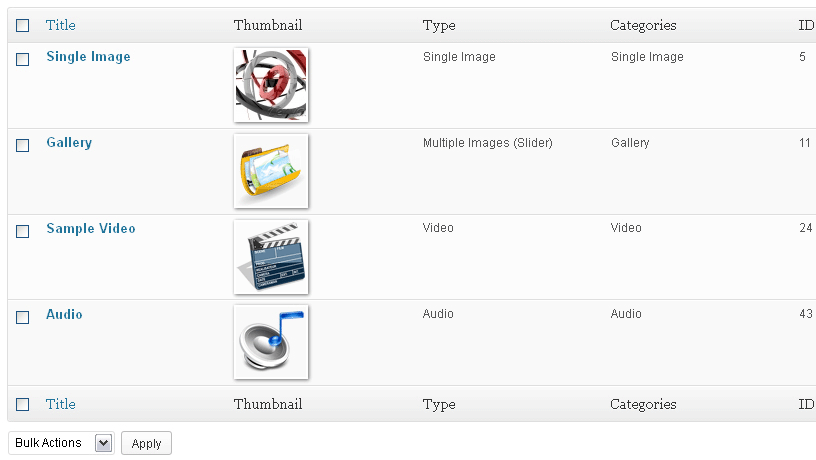 Title Thumbnail Type Categories ID
Single Image Single Image Single Image 5
Gallery Multiple Images (Slider) Gallery 11
Sample Video Video Video 24
Audio Audio Audio 43
Title Thumbnail Type Categories ID
Bulk Actions Apply